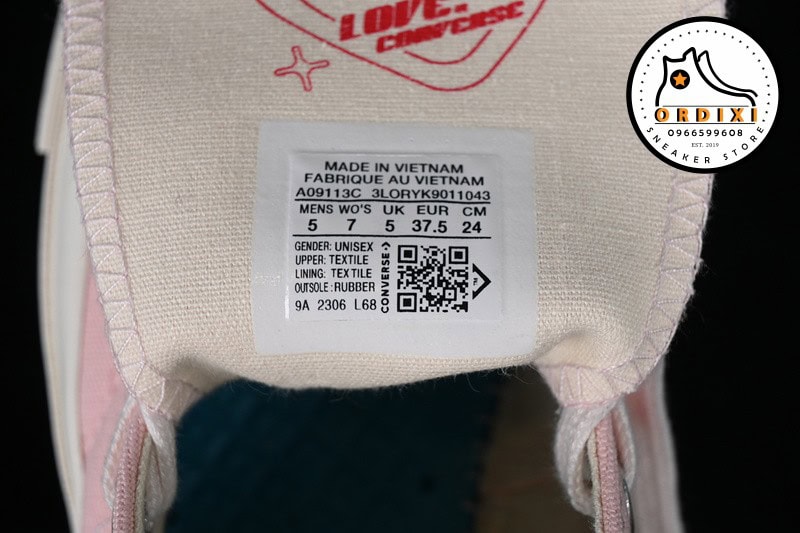 LOVE,
CONVERSE
ORDIXI
0966599608
EST. 2019
SNEAKER STORE
MADE IN VIETNAM
FABRIQUE AU VIETNAM
A09113C 3LORYK9011043
MENS WO'S UK EUR CM
5 7 5 37.5 24
GENDER: UNISEX
UPPER: TEXTILE
LINING: TEXTILE
OUTSOLE: RUBBER
9A 2306 L68
CONVERSE